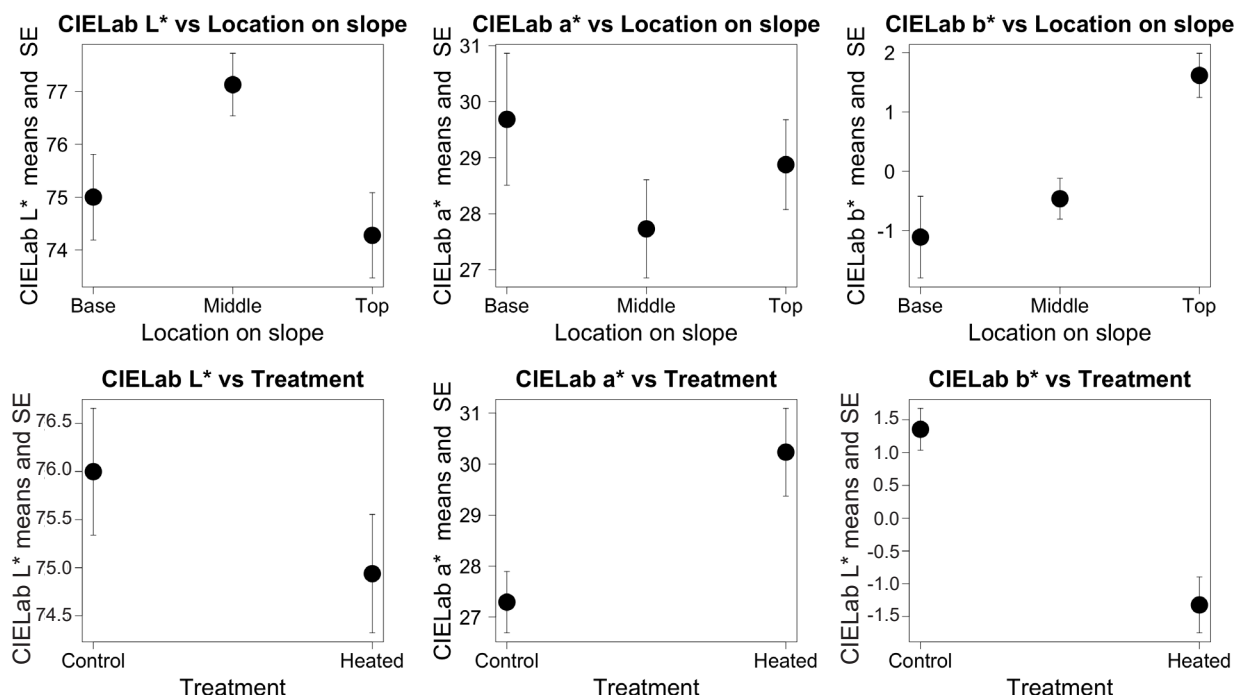 CIELab L* vs Location on slope
CIELab L* means and SE
77
76
75
74
Base Middle Top
Location on slope
CIELab a* vs Location on slope
CIELab a* means and SE
31
30
29
28
27
Base Middle Top
Location on slope
CIELab b* vs Location on slope
CIELab b* means and SE
2
1
0
-1
Base Middle Top
Location on slope
CIELab L* vs Treatment
CIELab L* means and SE
76.5
76.0
75.5
75.0
74.5
Control Heated
Treatment
CIELab a* vs Treatment
CIELab a* means and SE
31
30
29
28
27
Control Heated
Treatment
CIELab b* vs Treatment
CIELab L* means and SE
1.5
1.0
0.5
0.0
-0.5
-1.0
-1.5
Control Heated
Treatment